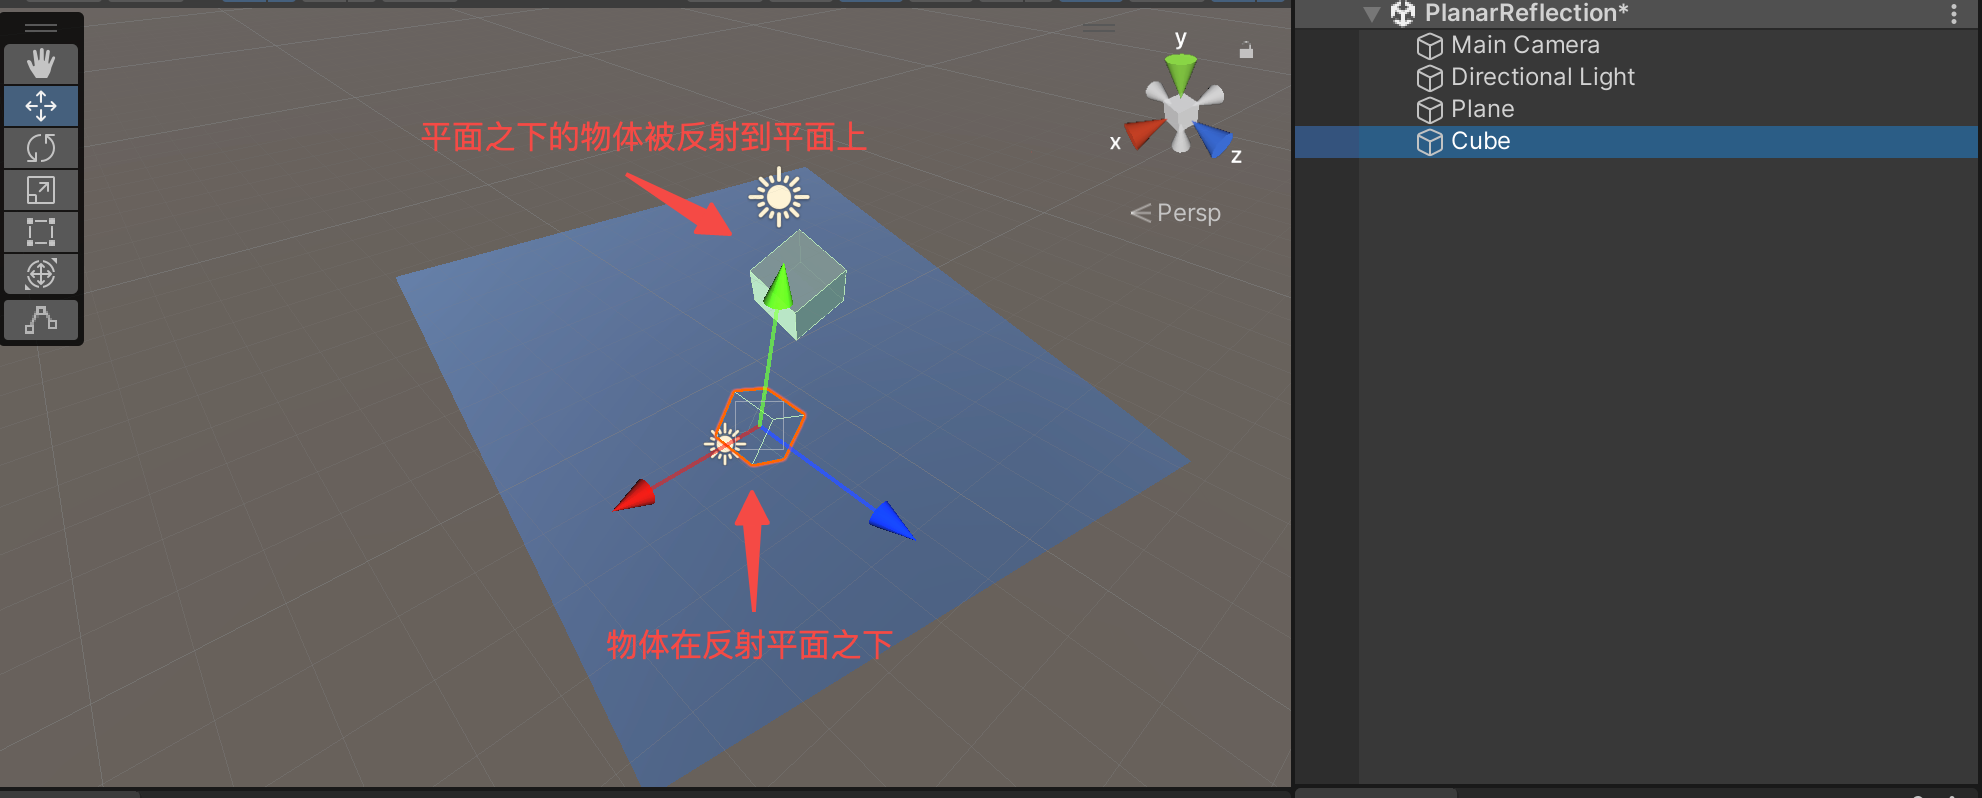 平面之下的物体被反射到平面上
y
x
z
Persp
物体在反射平面之下
PlanarReflection*
Main Camera
Directional Light
Plane
Cube